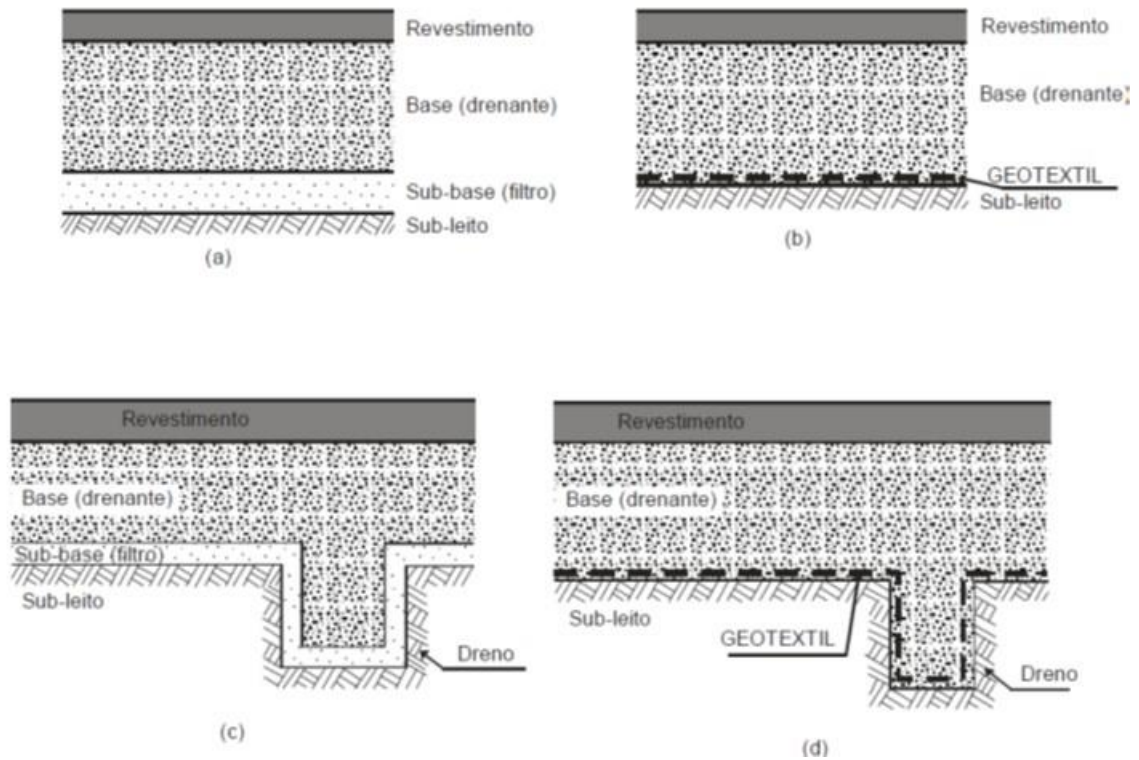 Revestimento
Base (drenante)
Sub-base (filtro)
Sub-leito
(a)
Revestimento
Base (drenante)
GEOTEXTIL
Sub-leito
(b)
Revestimento
Base (drenante)
Sub-base (filtro)
Sub-leito
Dreno
(c)
Revestimento
Base (drenante)
Sub-leito
GEOTEXTIL
Dreno
(d)